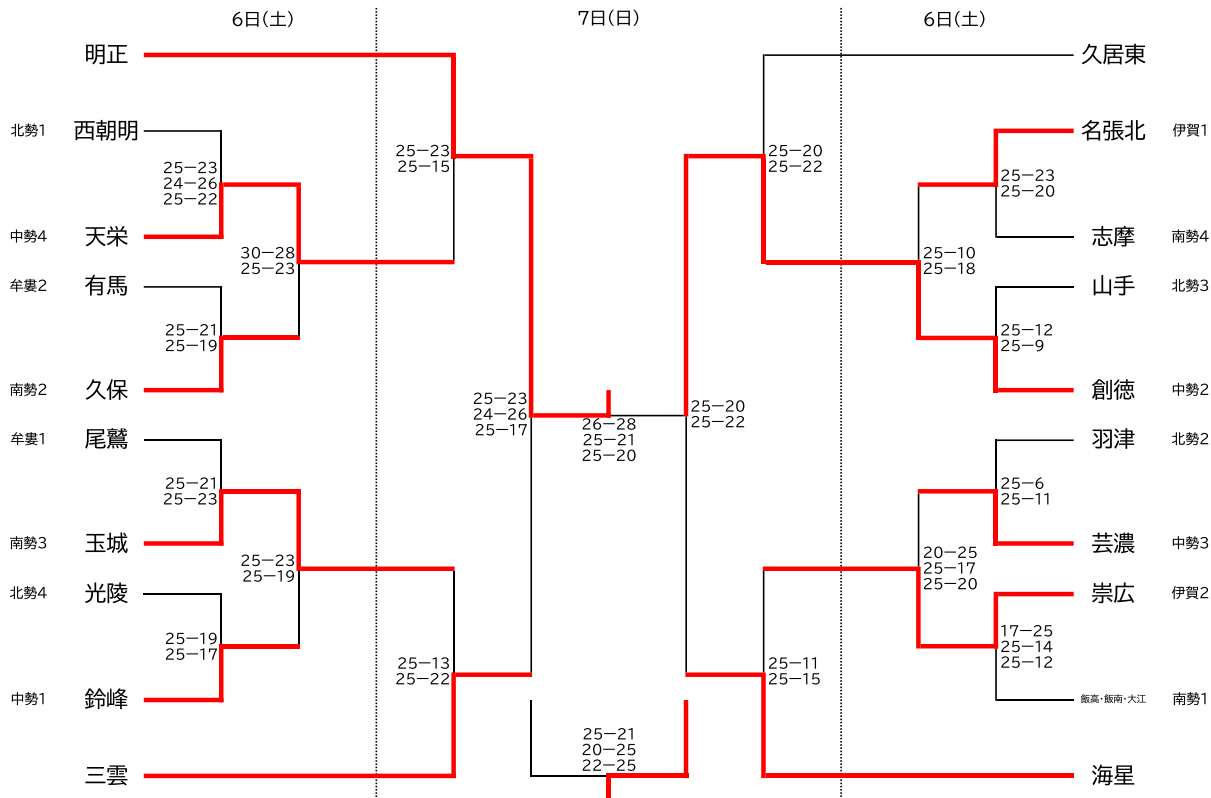 6日(土)
7日(日)
6日(土)
明正
北勢1 西朝明
25－23
24－26
25－22
中勢4 天栄
30－28
25－23
牟婁2 有馬
25－21
25－19
南勢2 久保
25－23
25－15
牟婁1 尾鷲
25－21
25－23
南勢3 玉城
25－23
25－19
北勢4 光陵
25－19
25－17
中勢1 鈴峰
25－13
25－22
三雲
25－23
24－26
25－17
26－28
25－21
25－20
25－21
20－25
22－25
25－20
25－22
久居東
25－20
25－22
名張北 伊賀1
25－23
25－20
志摩 南勢4
25－10
25－18
山手 北勢3
25－12
25－9
創徳 中勢2
羽津 北勢2
25－6
25－11
芸濃 中勢3
20－25
25－17
25－20
崇広 伊賀2
17－25
25－14
25－12
飯高・飯南・大江 南勢1
25－11
25－15
海星